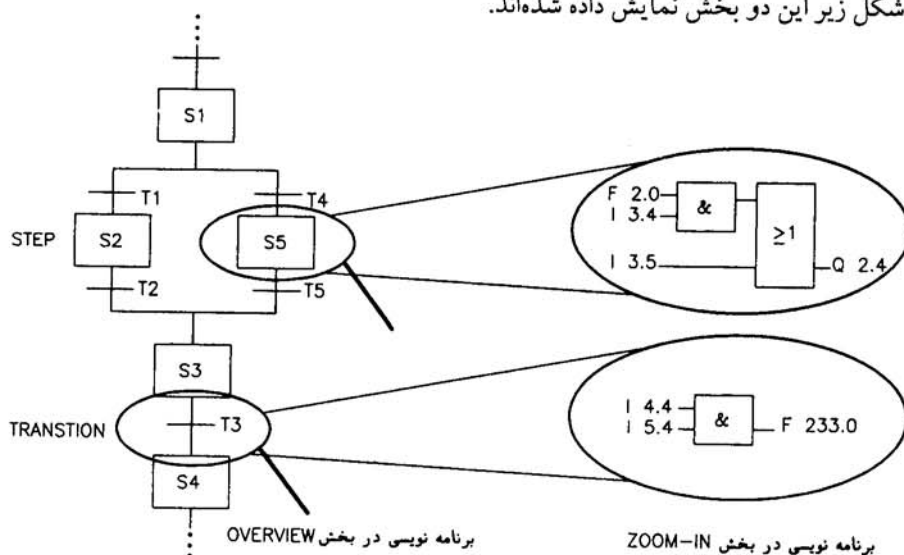 شکل زیر این دو بخش نمایش داده شده‌اند.
S1
T1
T4
STEP
S2
S5
T2
T5
S3
TRANSTION
T3
S4
F 2.0
I 3.4
&
≥1
I 3.5
Q 2.4
I 4.4
I 5.4
&
F 233.0
برنامه نویسی در بخش OVERVIEW
برنامه نویسی در بخش ZOOM-IN